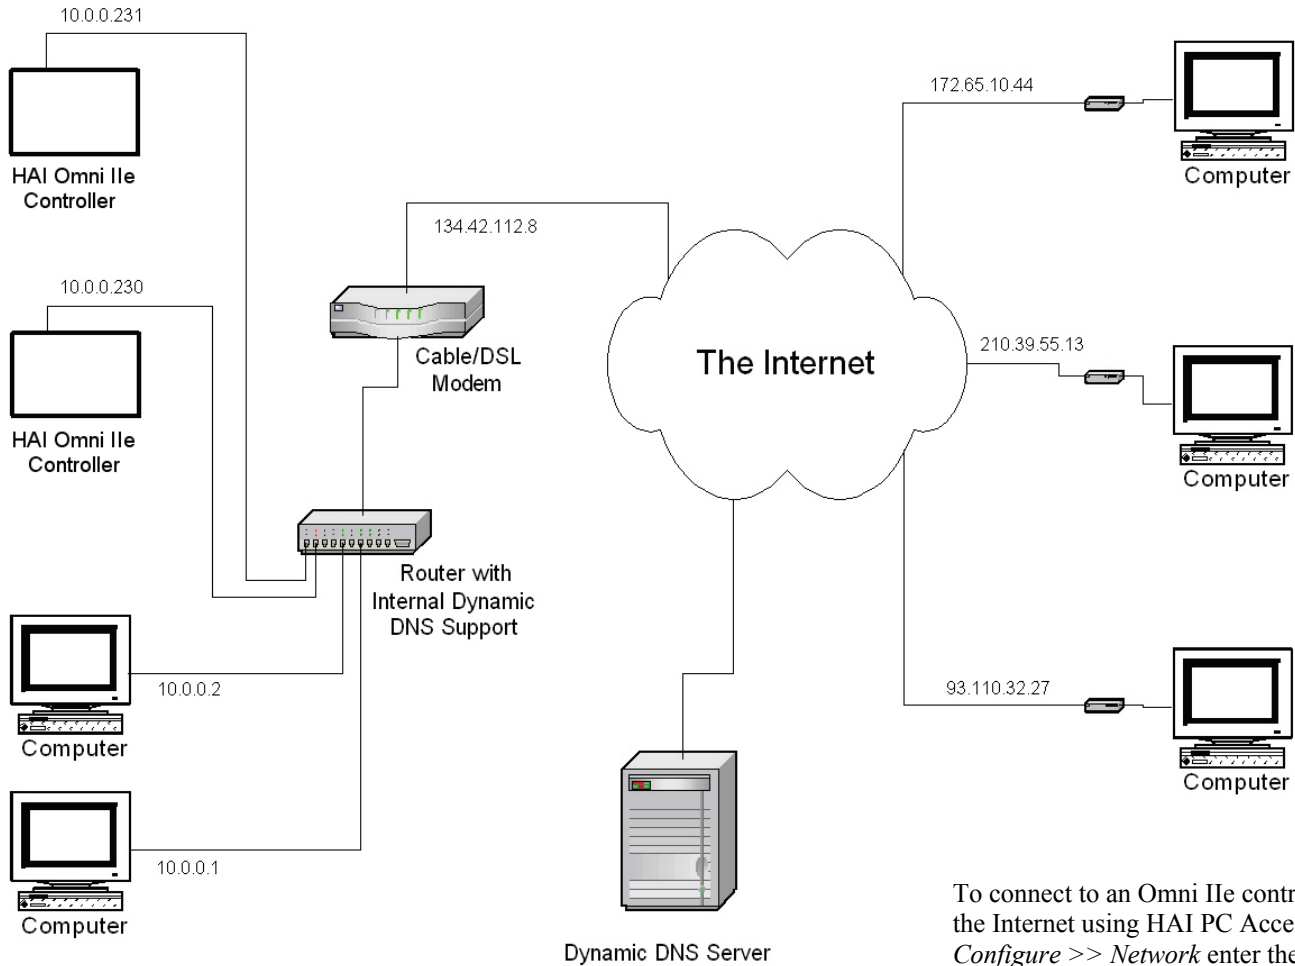 10.0.0.231
HAI Omni IIe
Controller
10.0.0.230
HAI Omni IIe
Controller
134.42.112.8
Cable/DSL
Modem
Router with
Internal Dynamic
DNS Support
10.0.0.2
Computer
10.0.0.1
Computer
The Internet
Dynamic DNS Server
172.65.10.44
Computer
210.39.55.13
Computer
93.110.32.27
Computer
To connect to an Omni IIe contr
the Internet using HAI PC Acce
Configure >> Network enter the